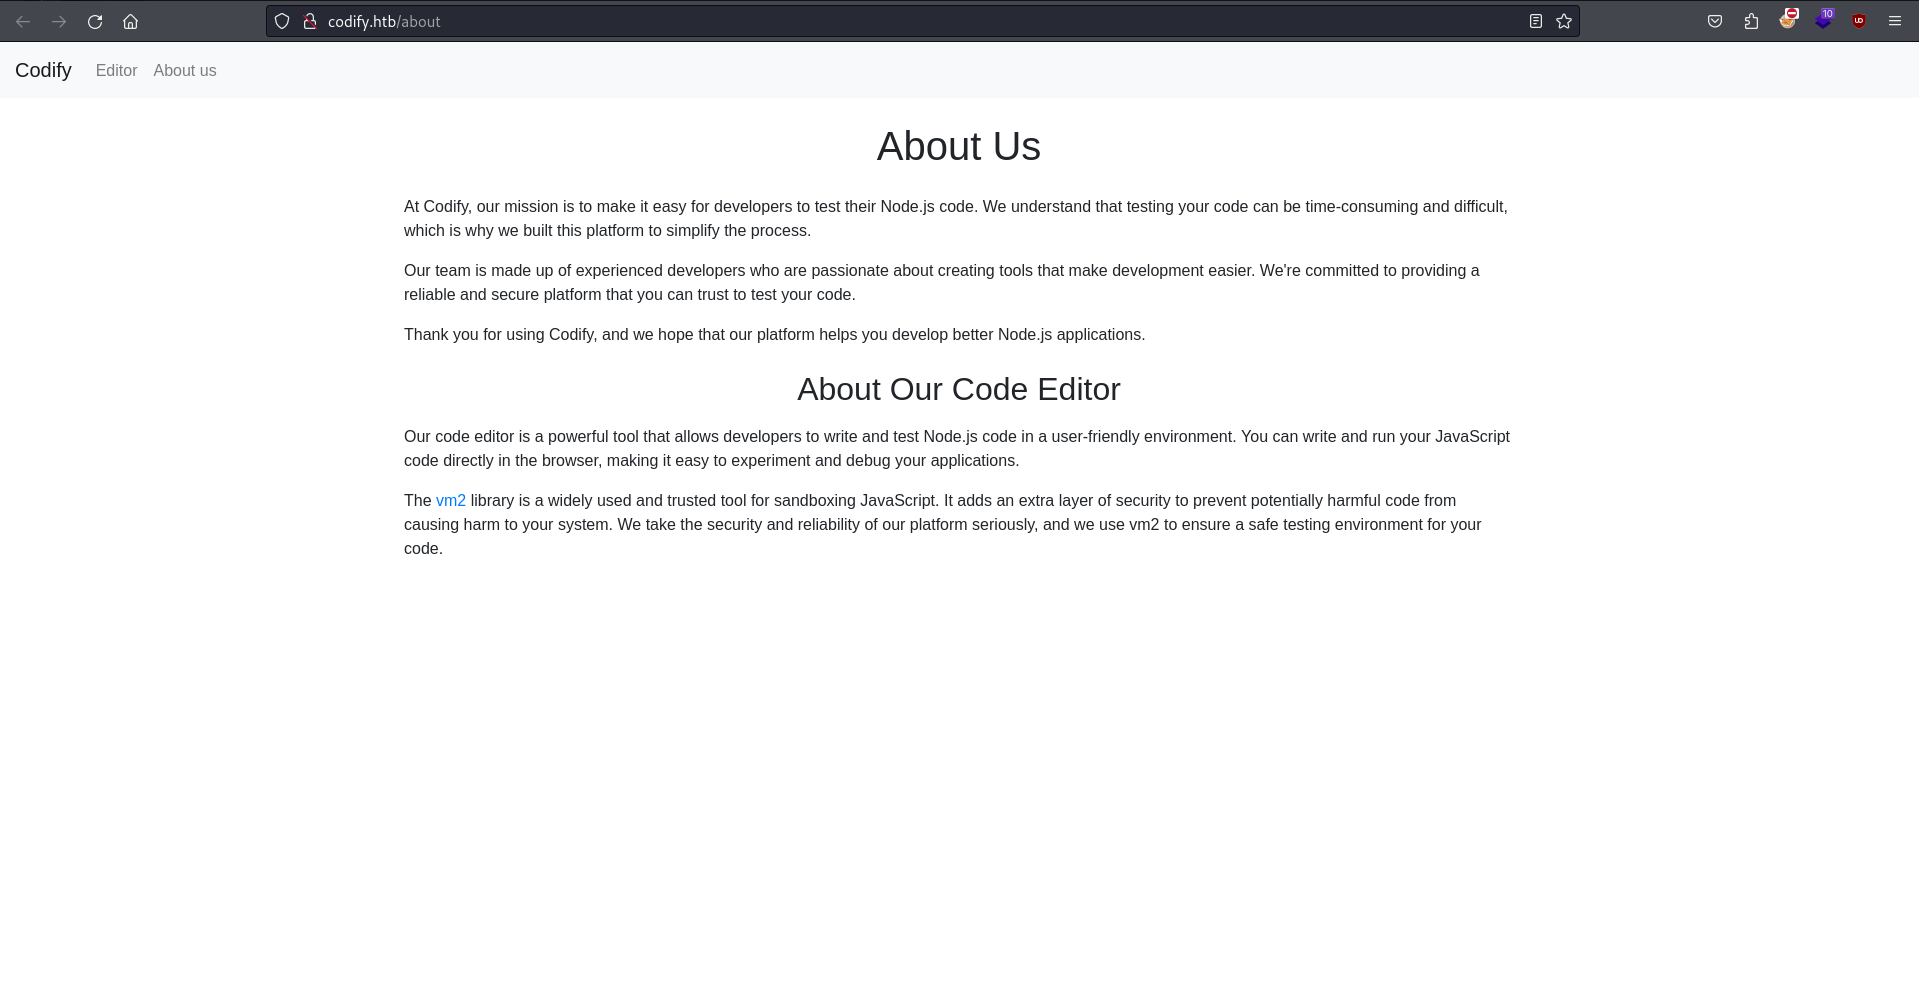 codify.htb/about
10
Codify Editor About us
About Us
At Codify, our mission is to make it easy for developers to test their Node.js code. We understand that testing your code can be time-consuming and difficult,
which is why we built this platform to simplify the process.
Our team is made up of experienced developers who are passionate about creating tools that make development easier. We're committed to providing a
reliable and secure platform that you can trust to test your code.
Thank you for using Codify, and we hope that our platform helps you develop better Node.js applications.
About Our Code Editor
Our code editor is a powerful tool that allows developers to write and test Node.js code in a user-friendly environment. You can write and run your JavaScript
code directly in the browser, making it easy to experiment and debug your applications.
The vm2 library is a widely used and trusted tool for sandboxing JavaScript. It adds an extra layer of security to prevent potentially harmful code from
causing harm to your system. We take the security and reliability of our platform seriously, and we use vm2 to ensure a safe testing environment for your
code.